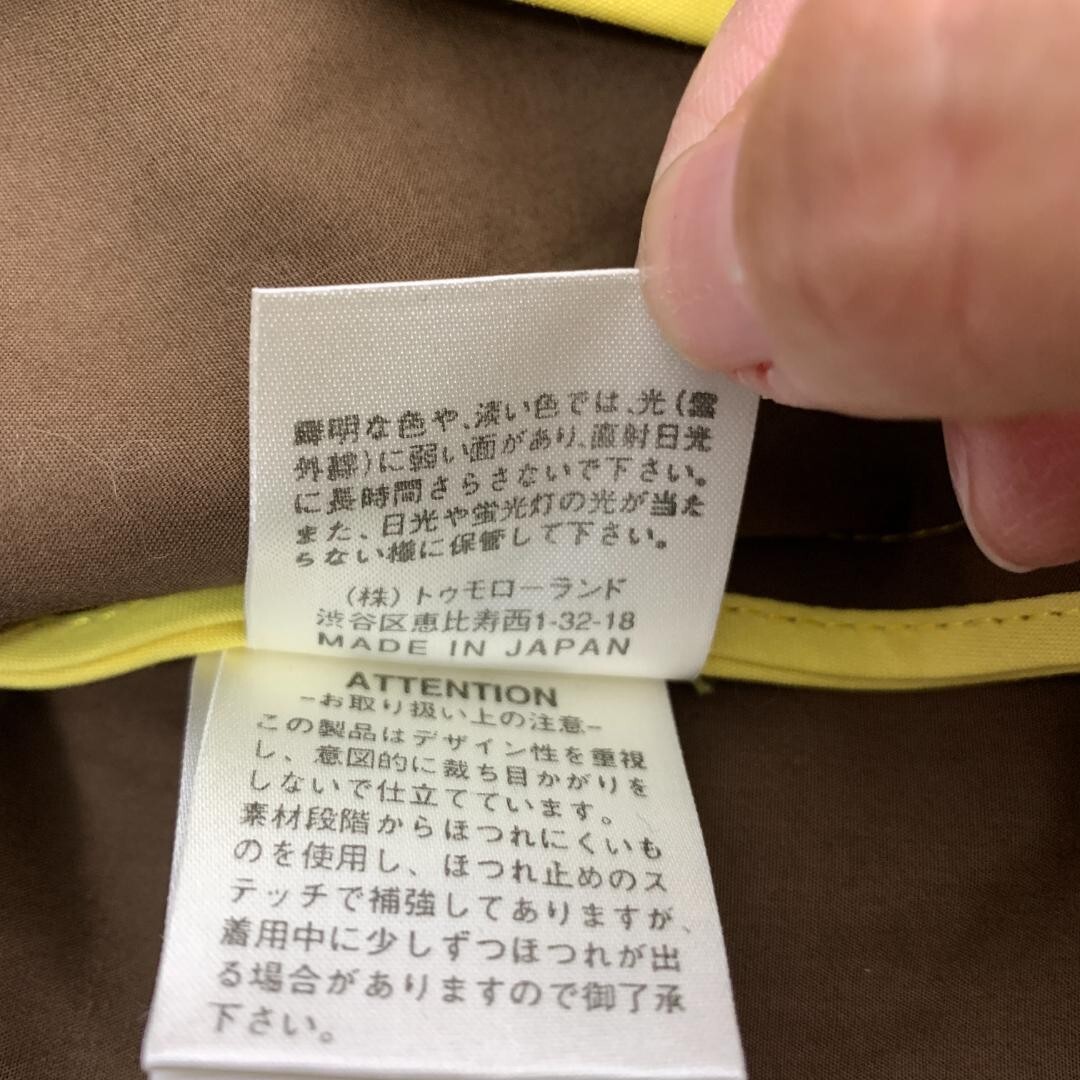 鮮明な色や、淡い色では、光(紫
外線)に弱い面があり、直射日光
に長時間さらさないで下さい。
また、日光や蛍光灯の光が当た
らない様に保管して下さい。
(株)トゥモローランド
渋谷区恵比寿西1-32-18
MADE IN JAPAN
ATTENTION
-お取り扱い上の注意-
この製品はデザイン性を重視
し、意図的に裁ち目かがりを
しないで仕立てています。
素材段階からほつれにくいも
のを使用し、ほつれ止めのス
テッチで補強してありますが、
着用中に少しずつほつれが出
る場合がありますので御了承
下さい。